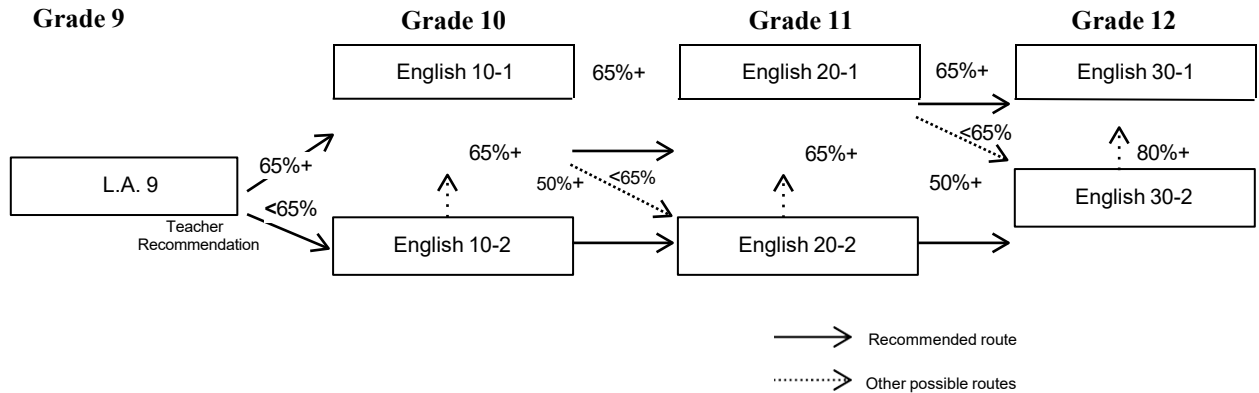 Grade 9
Grade 10
Grade 11
Grade 12
English 10-1
65%+
English 20-1
65%+
English 30-1
65%+
65%+
50%+
<65%
65%+
50%+
<65%
80%+
L.A. 9
<65%
Teacher
Recommendation
English 10-2
English 20-2
English 30-2
Recommended route
Other possible routes